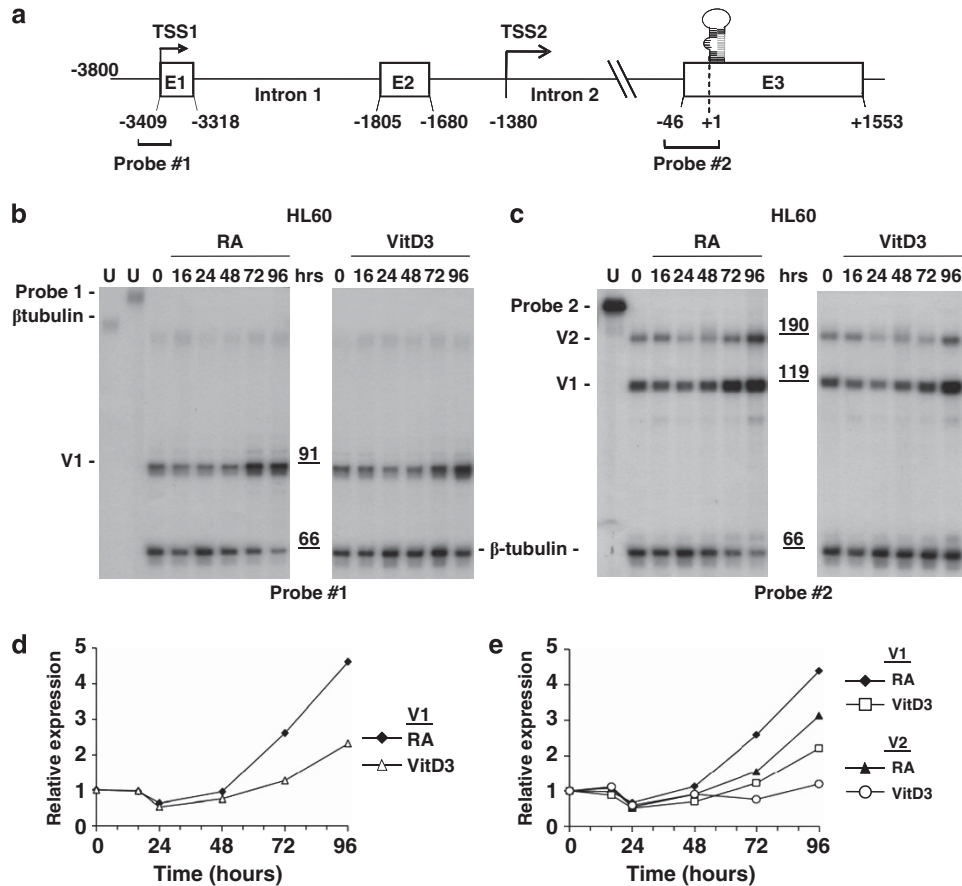 a
TSS1
TSS2
-3800
E1
Intron 1
E2
Intron 2
E3
-3409
-3318
-1805
-1680
-1380
-46
+1
+1553
Probe #1
Probe #2
b
HL60
RA
VitD3
U U 0 16 24 48 72 96 hrs 0 16 24 48 72 96
Probe 1 -
βtubulin -
V1 -
91
66
- β-tubulin -
Probe #1
c
HL60
RA
VitD3
U 0 16 24 48 72 96 hrs 0 16 24 48 72 96
Probe 2 -
V2 -
190
V1 -
119
66
Probe #2
d
Relative expression
5
4
3
2
1
0
0 24 48 72 96
Time (hours)
V1
RA
VitD3
e
Relative expression
5
4
3
2
1
0
0 24 48 72 96
Time (hours)
V1
RA
VitD3
V2
RA
VitD3